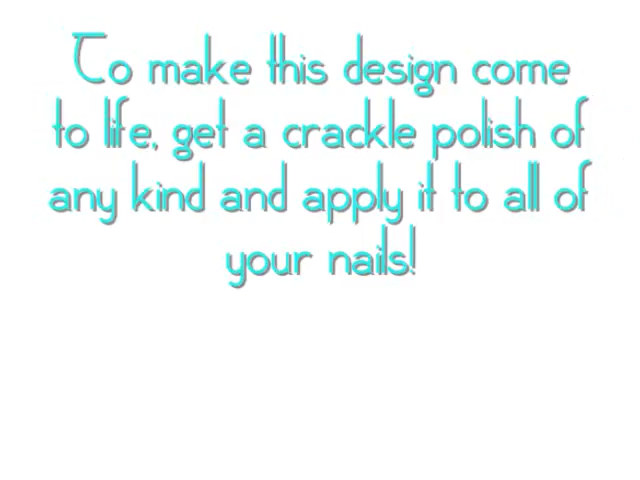 To make this design come
to life, get a crackle polish of
any kind and apply it to all of
your nails!